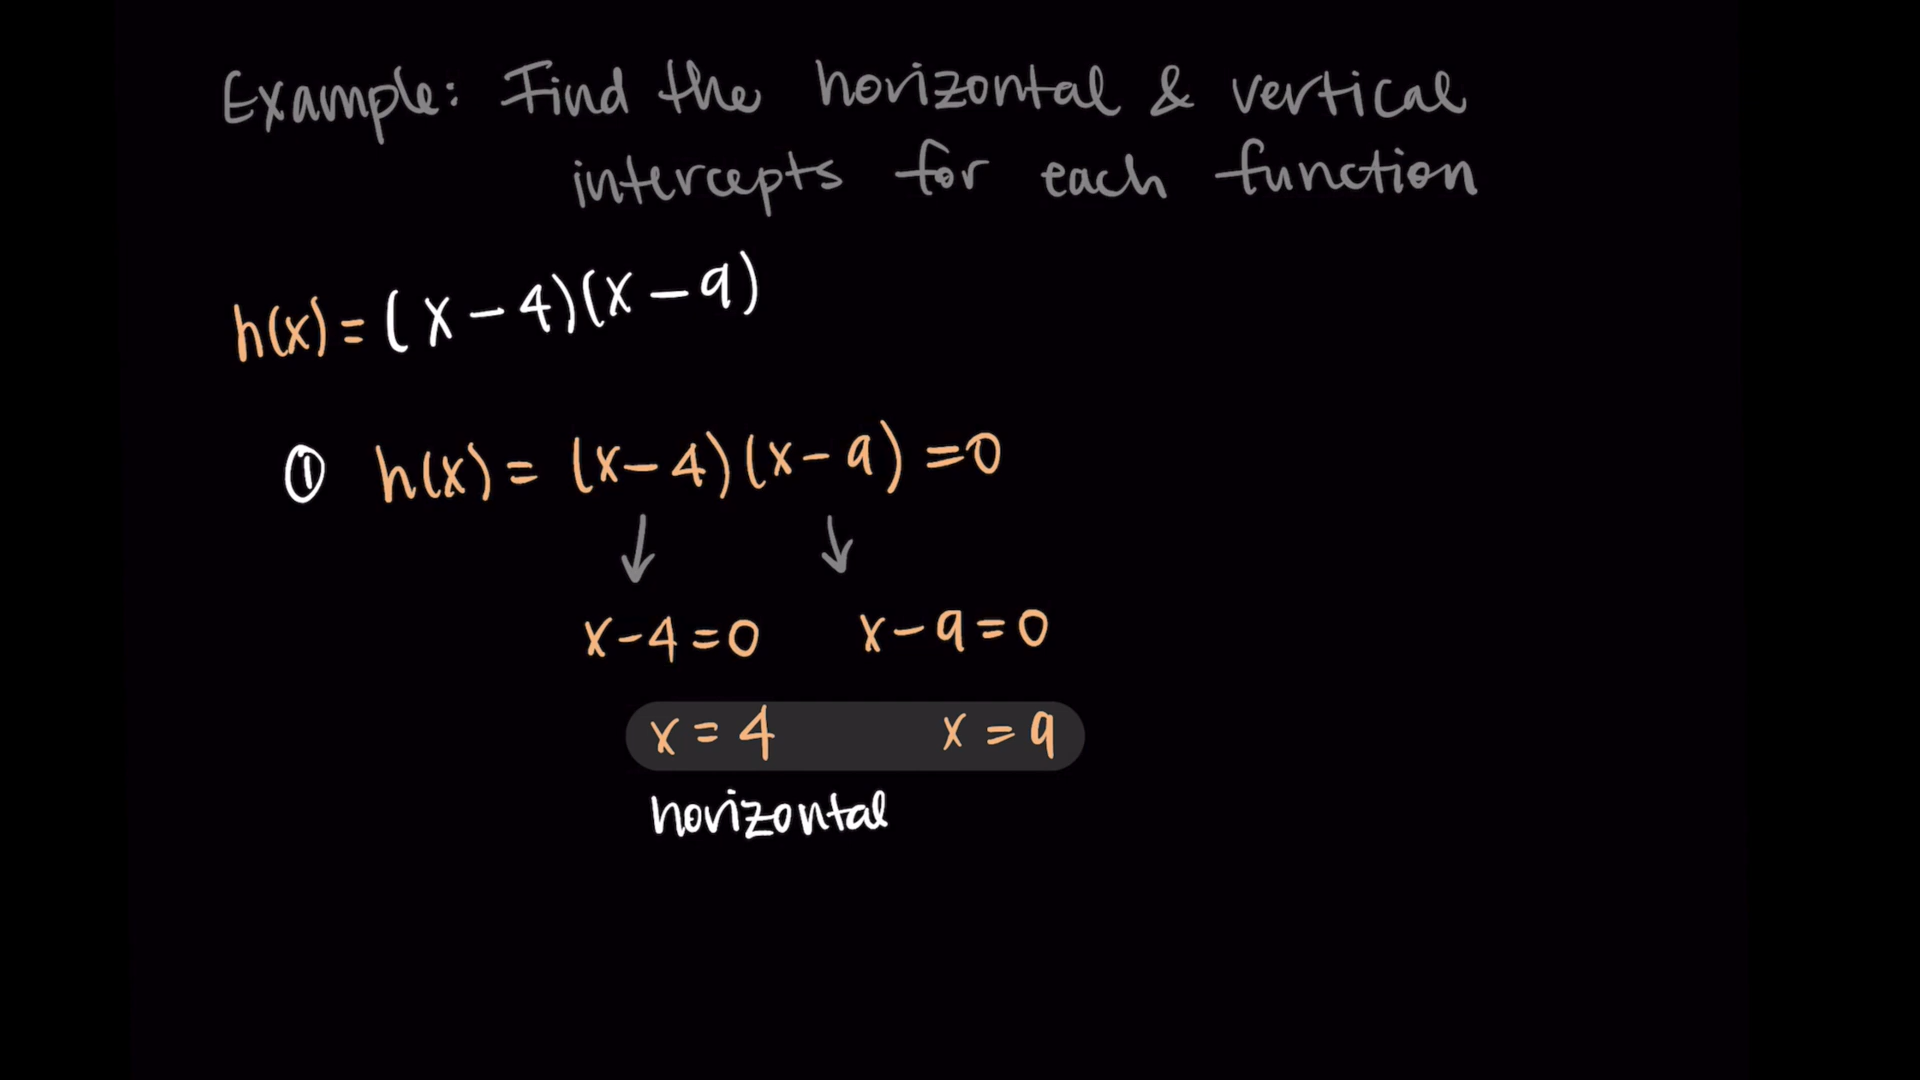 Example: Find the horizontal & vertical
intercepts for each function
h(x) = (x - 4)(x - 9)
① h(x) = (x - 4)(x - 9) = 0
↓ ↓
x - 4 = 0 x - 9 = 0
x = 4 x = 9
horizontal